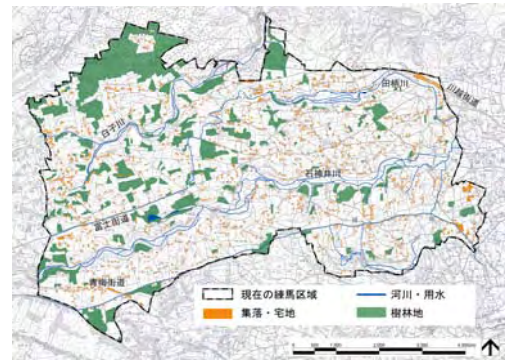 田柄川
川越街道
白子川
石神井川
富士街道
青梅街道
現在の練馬区域
河川・用水
集落・宅地
樹林地